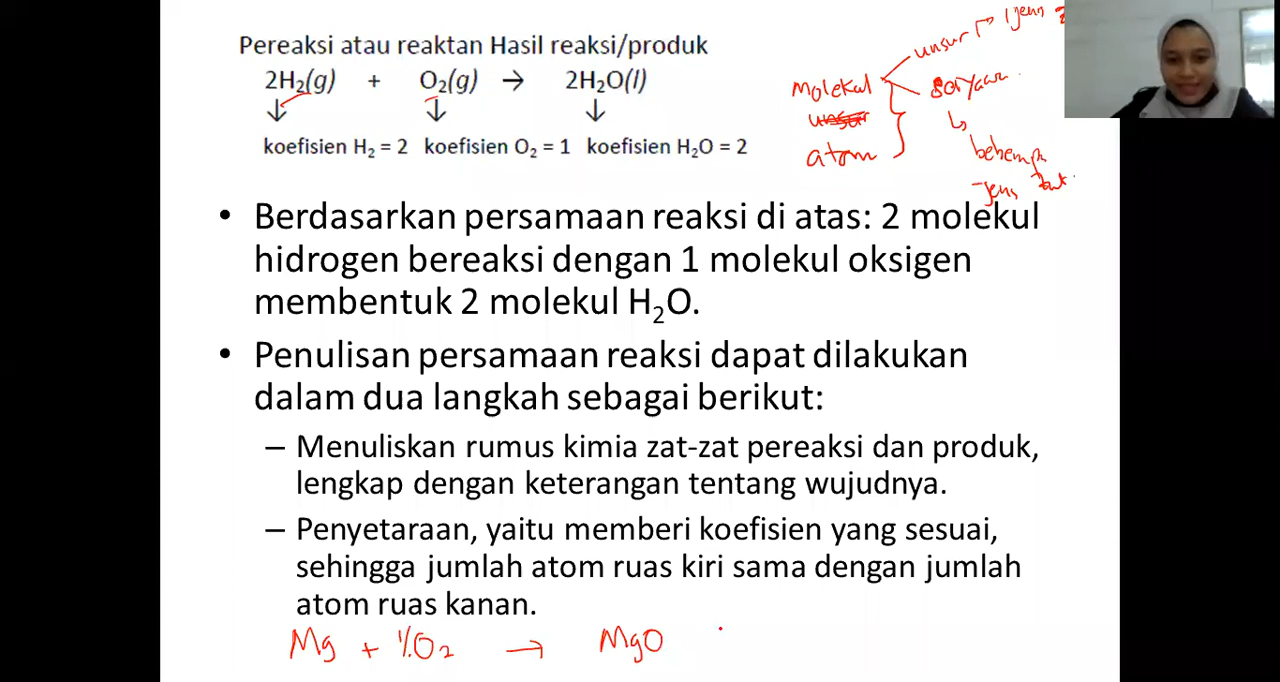 Pereaksi atau reaktan Hasil reaksi/produk
2H₂(g) + O₂(g) → 2H₂O(l)
↓ ↓ ↓
koefisien H₂ = 2 koefisien O₂ = 1 koefisien H₂O = 2
unsur → 1 jenis
Molekul
unsur
atom
beberapa
jenis zat.
• Berdasarkan persamaan reaksi di atas: 2 molekul
hidrogen bereaksi dengan 1 molekul oksigen
membentuk 2 molekul H₂O.
• Penulisan persamaan reaksi dapat dilakukan
dalam dua langkah sebagai berikut:
– Menuliskan rumus kimia zat-zat pereaksi dan produk,
lengkap dengan keterangan tentang wujudnya.
– Penyetaraan, yaitu memberi koefisien yang sesuai,
sehingga jumlah atom ruas kiri sama dengan jumlah
atom ruas kanan.
Mg + ½O₂ → MgO